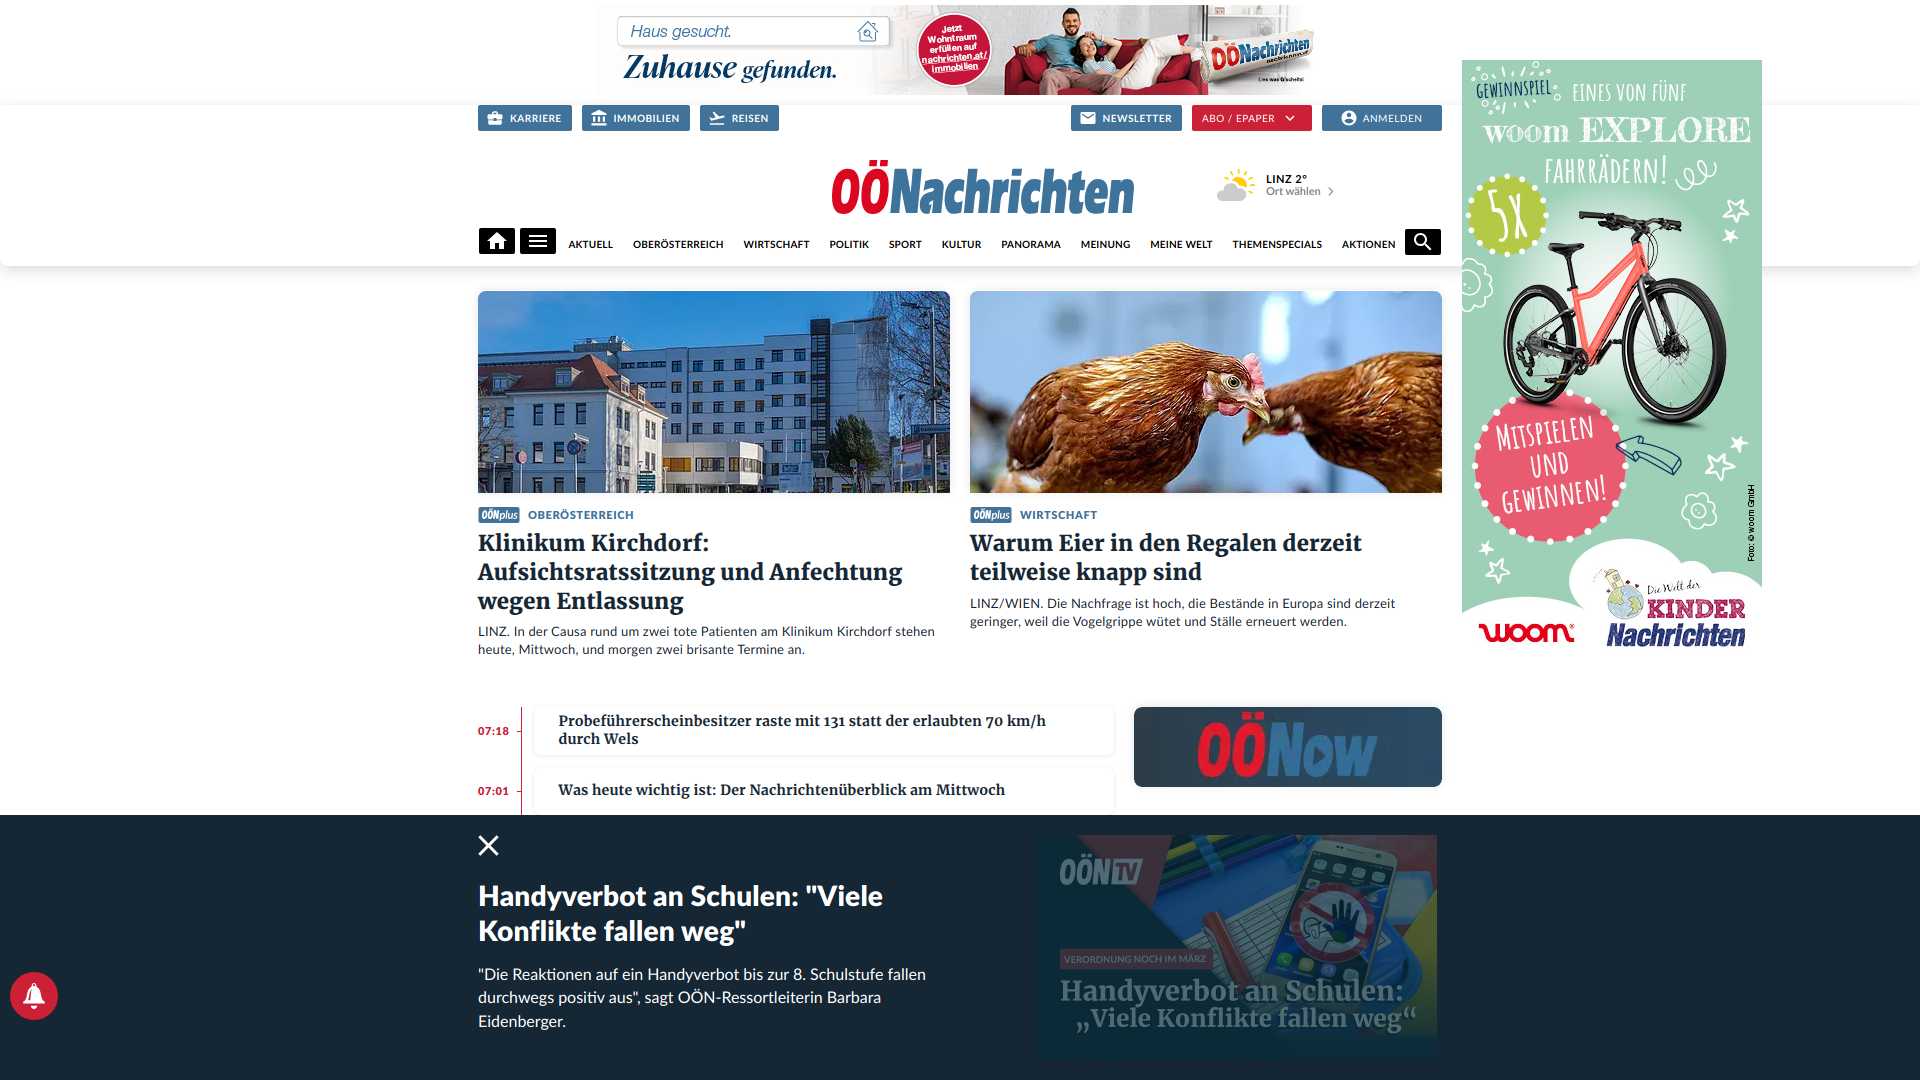 Haus gesucht.
Zuhause gefunden.
Jetzt
Wohntraum
erfüllen auf
nachrichten.at/
immobilien
OÖNachrichten
Lies was G'scheits!
KARRIERE
IMMOBILIEN
REISEN
NEWSLETTER
ABO / EPAPER
ANMELDEN
OÖNachrichten
LINZ 2°
Ort wählen
AKTUELL
OBERÖSTERREICH
WIRTSCHAFT
POLITIK
SPORT
KULTUR
PANORAMA
MEINUNG
MEINE WELT
THEMENSPECIALS
AKTIONEN
GEWINNSPIEL
EINES VON FÜNF
woom EXPLORE
FAHRRÄDERN!
5X
MITSPIELEN
UND
GEWINNEN!
Foto: © woom GmbH
woom
Die Welt der
KINDER
Nachrichten
OÖNplus OBERÖSTERREICH
Klinikum Kirchdorf:
Aufsichtsratssitzung und Anfechtung
wegen Entlassung
LINZ. In der Causa rund um zwei tote Patienten am Klinikum Kirchdorf stehen
heute, Mittwoch, und morgen zwei brisante Termine an.
OÖNplus WIRTSCHAFT
Warum Eier in den Regalen derzeit
teilweise knapp sind
LINZ/WIEN. Die Nachfrage ist hoch, die Bestände in Europa sind derzeit
geringer, weil die Vogelgrippe wütet und Ställe erneuert werden.
07:18
Probeführerscheinbesitzer raste mit 131 statt der erlaubten 70 km/h
durch Wels
07:01
Was heute wichtig ist: Der Nachrichtenüberblick am Mittwoch
OÖNow
Handyverbot an Schulen: "Viele
Konflikte fallen weg"
"Die Reaktionen auf ein Handyverbot bis zur 8. Schulstufe fallen
durchwegs positiv aus", sagt OÖN-Ressortleiterin Barbara
Eidenberger.
OÖNTV
VERORDNUNG NOCH IM MÄRZ
Handyverbot an Schulen:
„Viele Konflikte fallen weg“